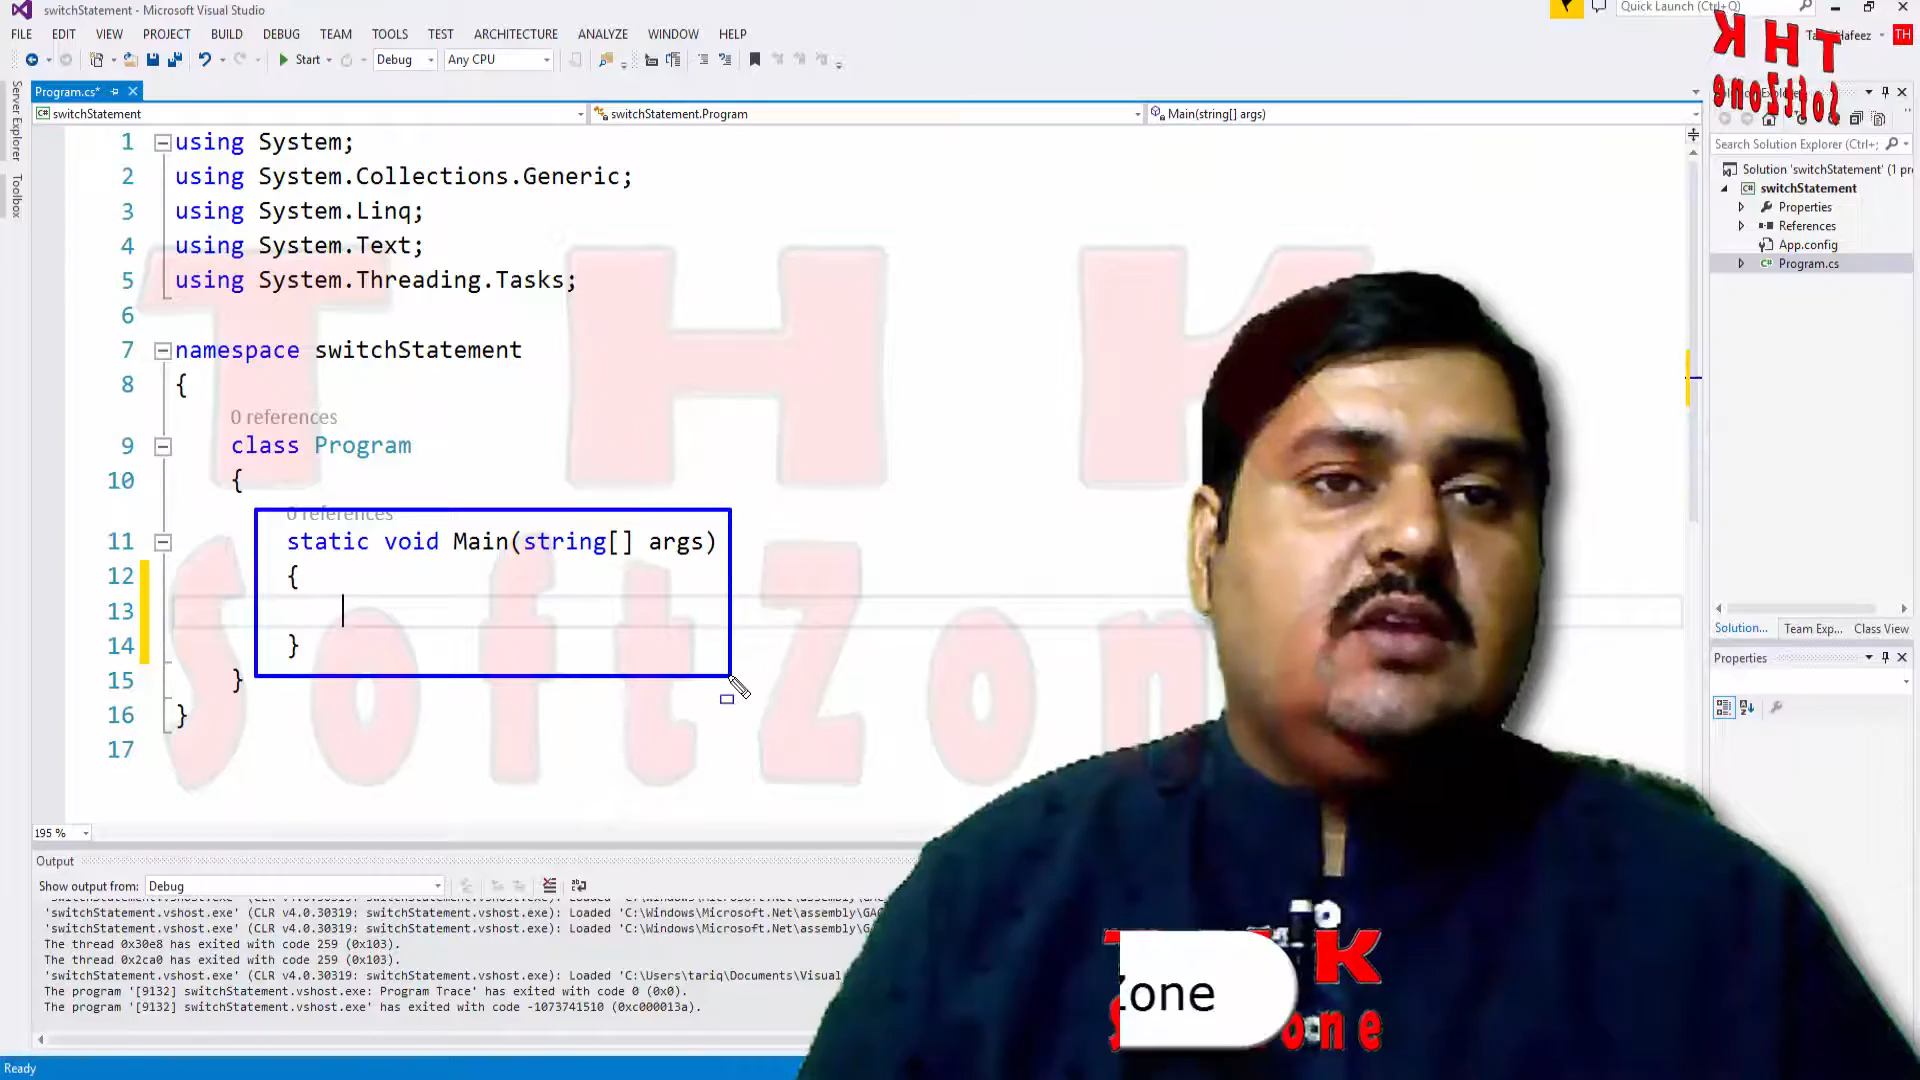 switchStatement - Microsoft Visual Studio
Quick Launch (Ctrl+Q)
FILE EDIT VIEW PROJECT BUILD DEBUG TEAM TEST TOOLS ARCHITECTURE ANALYZE WINDOW HELP
Hafeez TH
THK
SoftZone
Start Debug Any CPU
Program.cs*
switchStatement switchStatement.Program Main(string[] args)
Server Explorer
Toolbox
1 using System;
2 using System.Collections.Generic;
3 using System.Linq;
4 using System.Text;
5 using System.Threading.Tasks;
6
7 namespace switchStatement
8 {
0 references
9 class Program
10 {
0 references
11 static void Main(string[] args)
12 {
13
14 }
15 }
16 }
17
T H K
SoftZon
195 %
Search Solution Explorer (Ctrl+;
Solution 'switchStatement' (1 pr
switchStatement
Properties
References
App.config
Program.cs
Solution... Team Exp... Class View
Properties
Output
Show output from: Debug
'switchStatement.vshost.exe' (CLR v4.0.30319: switchStatement.vshost.exe): Loaded 'C:\Windows\Microsoft.Net\assembly\GA
'switchStatement.vshost.exe' (CLR v4.0.30319: switchStatement.vshost.exe): Loaded 'C:\Windows\Microsoft.Net\assembly\GA
The thread 0x30e8 has exited with code 259 (0x103).
The thread 0x2ca0 has exited with code 259 (0x103).
'switchStatement.vshost.exe' (CLR v4.0.30319: switchStatement.vshost.exe): Loaded 'C:\Users\tariq\Documents\Visual
The program '[9132] switchStatement.vshost.exe: Program Trace' has exited with code 0 (0x0).
The program '[9132] switchStatement.vshost.exe' has exited with code -1073741510 (0xc000013a).
K
Zone
one
Ready